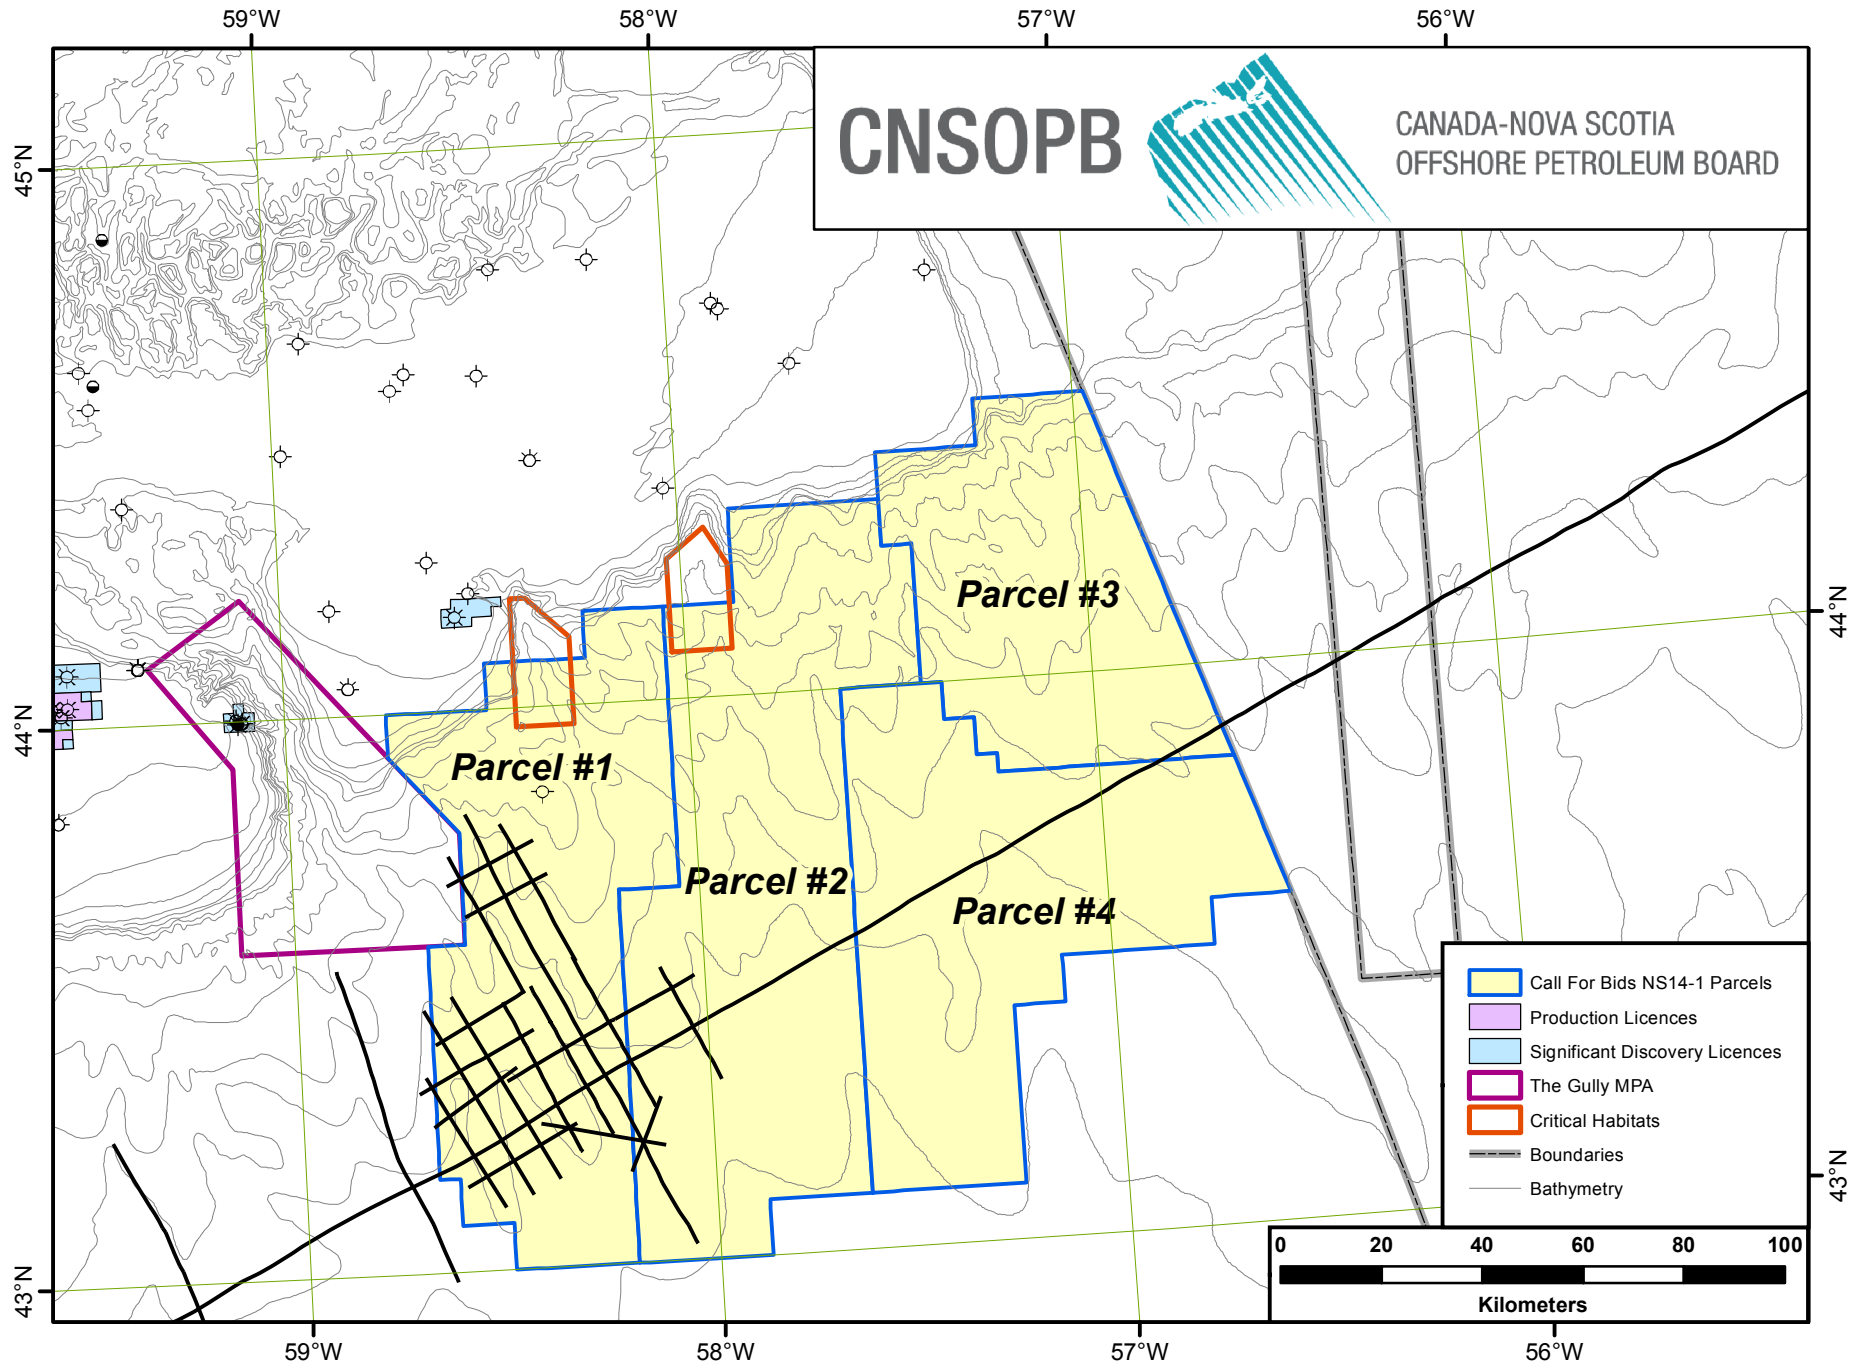 59°W 58°W 57°W 56°W
CNSOPB
CANADA-NOVA SCOTIA
OFFSHORE PETROLEUM BOARD
45°N
44°N
Parcel #3
44°N
Parcel #1
Parcel #2
Parcel #4
Call For Bids NS14-1 Parcels
Production Licences
Significant Discovery Licences
The Gully MPA
Critical Habitats
Boundaries
Bathymetry
43°N
0 20 40 60 80 100
Kilometers
43°N
59°W 58°W 57°W 56°W